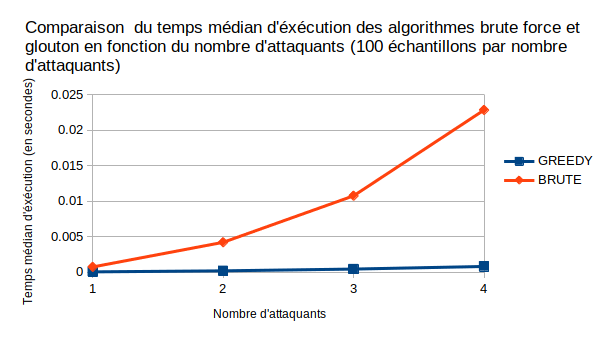 Comparaison  du temps médian d'éxécution des algorithmes brute force et
glouton en fonction du nombre d'attaquants (100 échantillons par nombre
d'attaquants)
Temps médian d'éxécution (en secondes)
0.025
0.02
0.015
0.01
0.005
0
1 2 3 4
Nombre d'attaquants
GREEDY
BRUTE